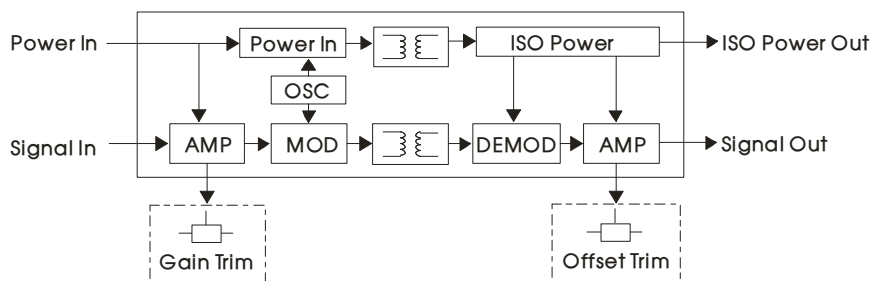 Power In
Power In
ISO Power
ISO Power Out
OSC
Signal In
AMP
MOD
DEMOD
AMP
Signal Out
Gain Trim
Offset Trim